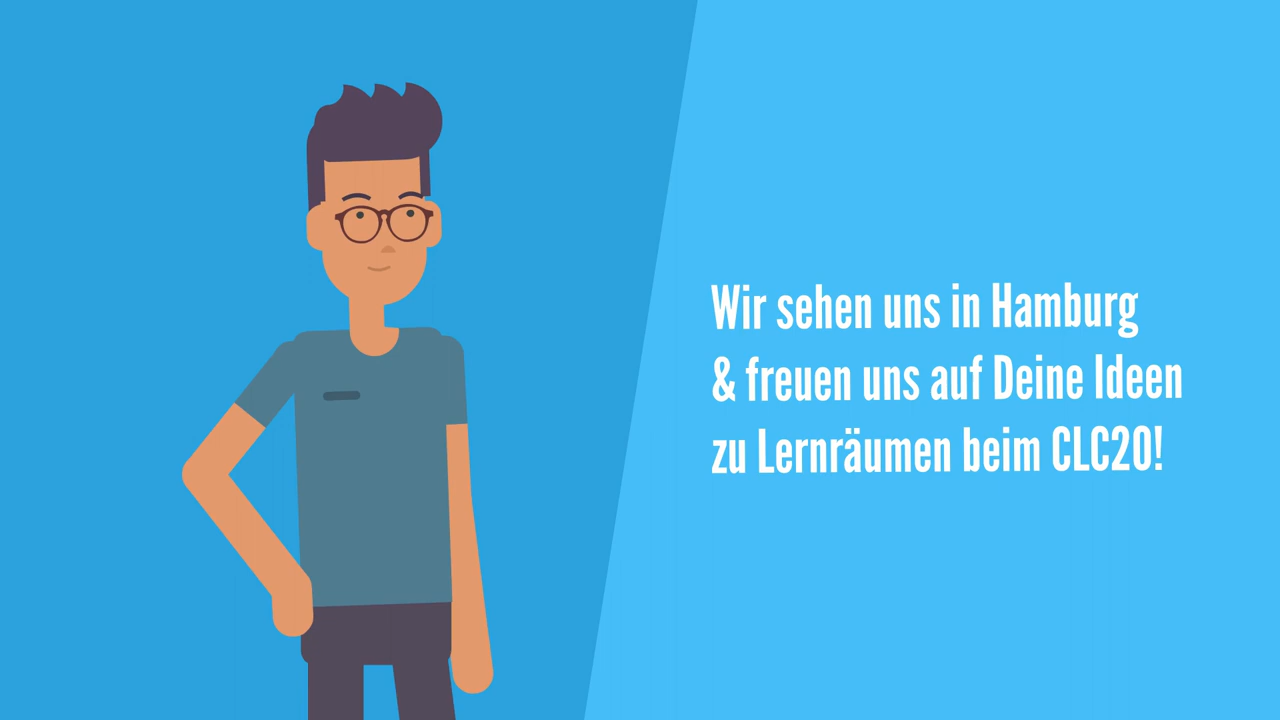 Wir sehen uns in Hamburg
& freuen uns auf Deine Ideen
zu Lernräumen beim CLC20!